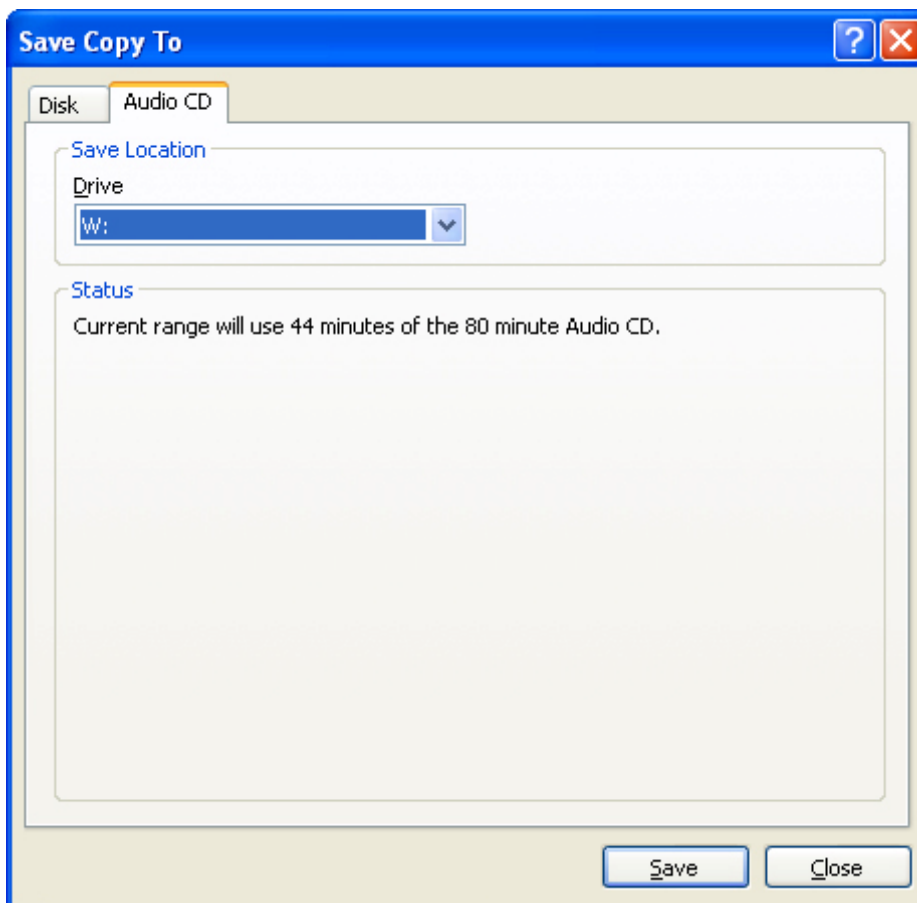 Save Copy To
Disk
Audio CD
Save Location
Drive
W:
Status
Current range will use 44 minutes of the 80 minute Audio CD.
Save
Close